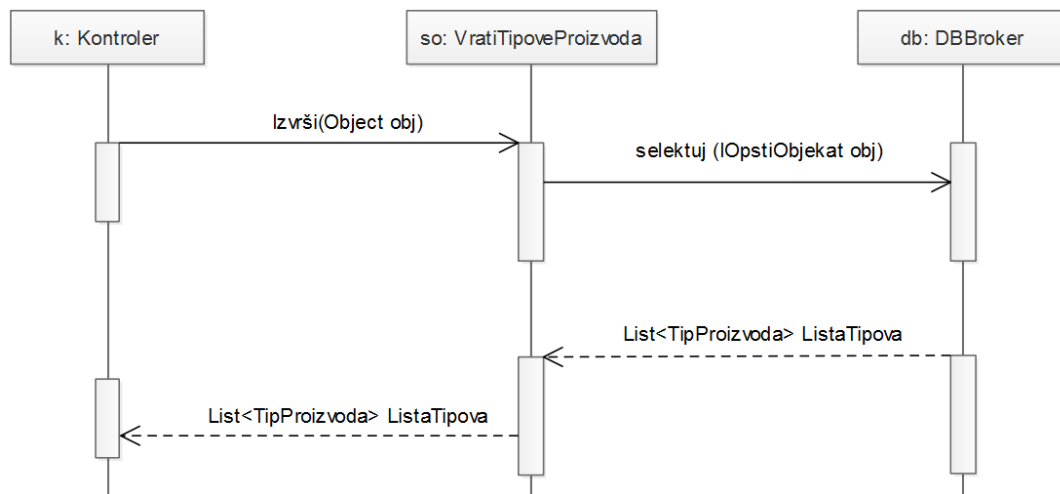 k: Kontroler
so: VratiTipoveProizvoda
db: DBBroker
Izvrši(Object obj)
selektuj (IOpstiObjekat obj)
List<TipProizvoda> ListaTipova
List<TipProizvoda> ListaTipova